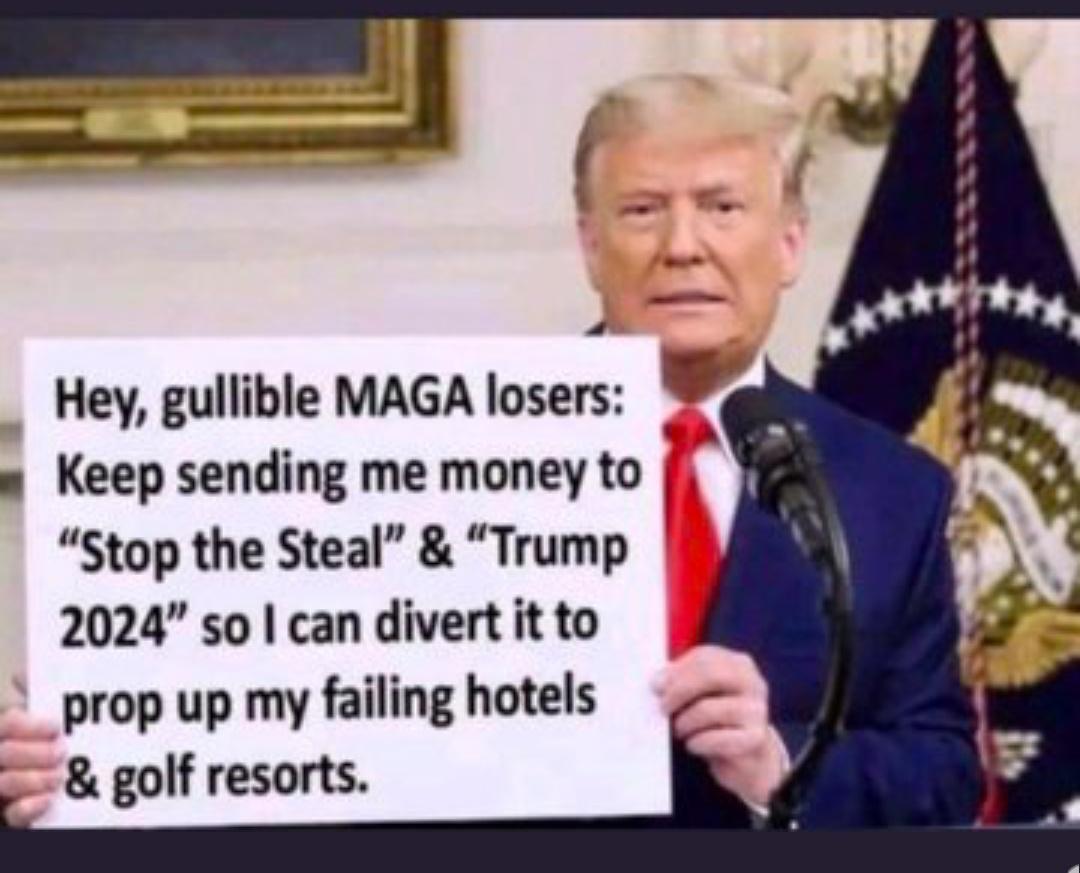 Hey, gullible MAGA losers:
Keep sending me money to
“Stop the Steal” & “Trump
2024” so I can divert it to
prop up my failing hotels
& golf resorts.